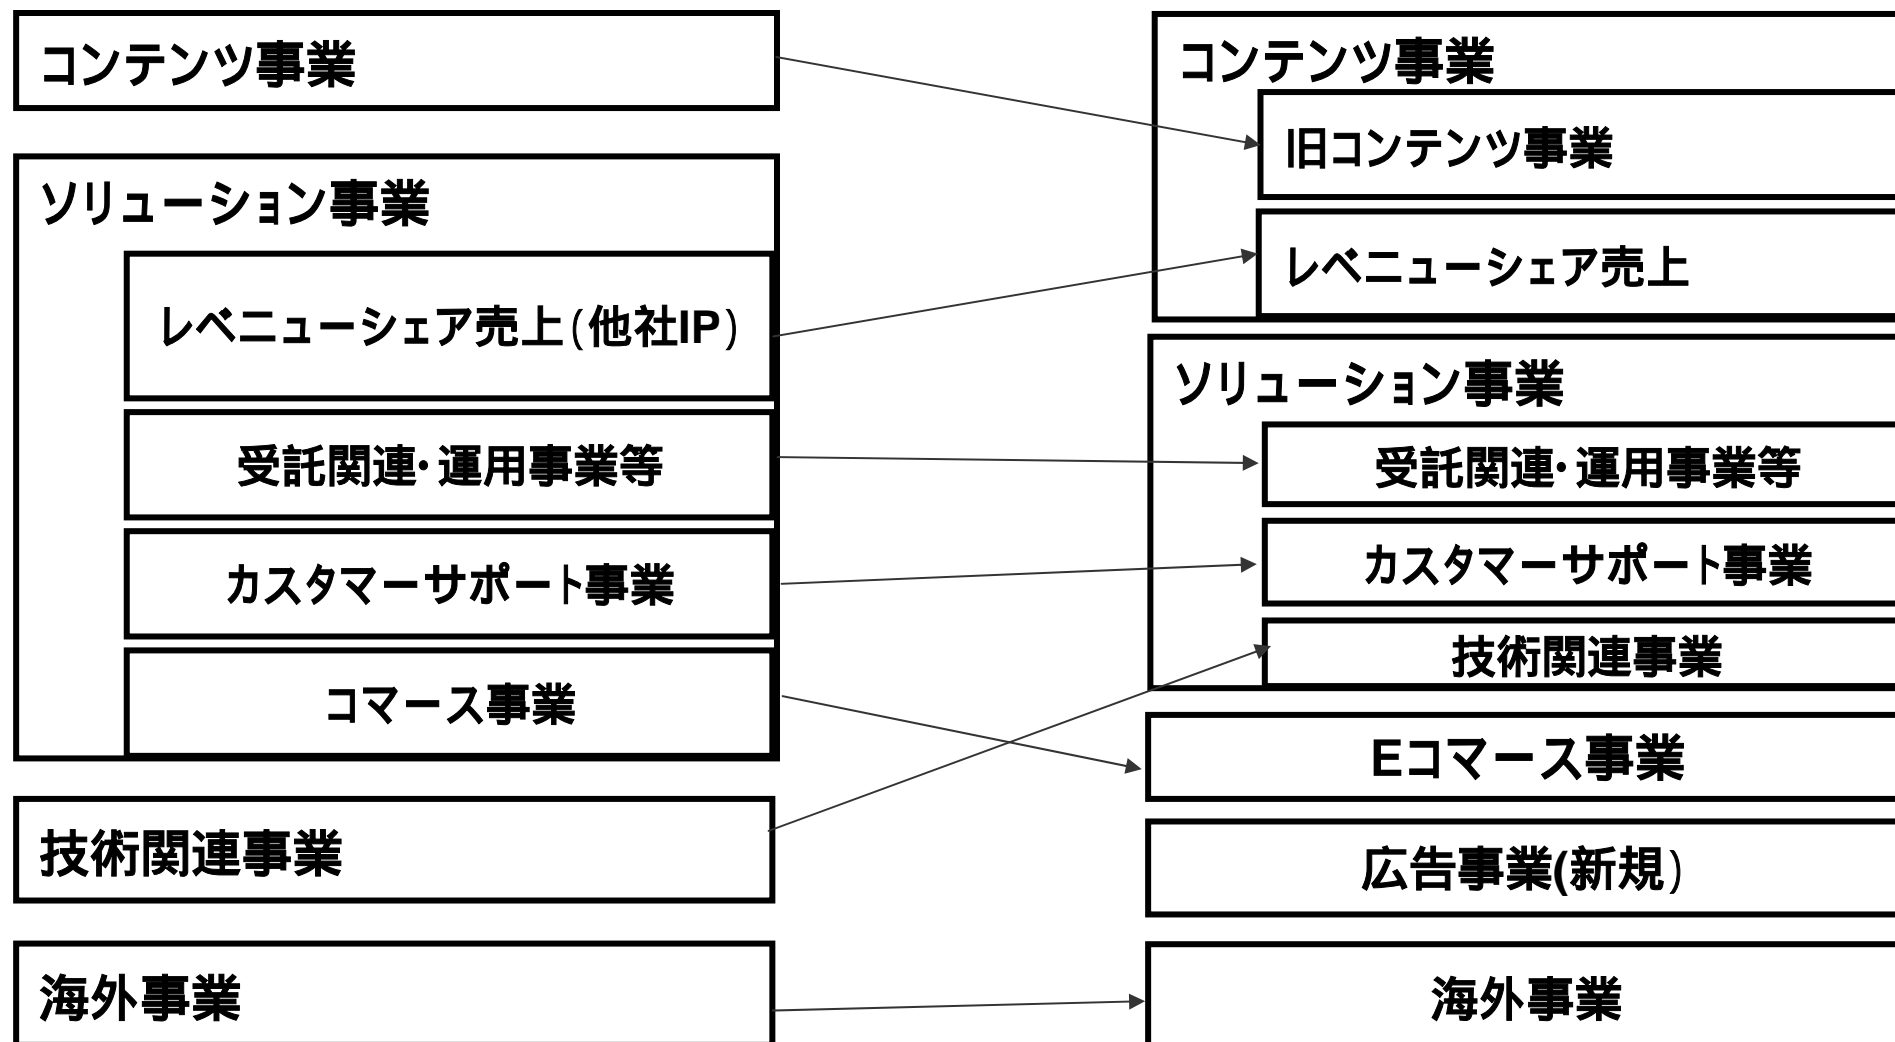 コンテンツ事業
ソリューション事業
レベニューシェア売上(他社IP)
受託関連・運用事業等
カスタマーサポート事業
コマース事業
技術関連事業
海外事業
コンテンツ事業
旧コンテンツ事業
レベニューシェア売上
ソリューション事業
受託関連・運用事業等
カスタマーサポート事業
技術関連事業
Eコマース事業
広告事業(新規)
海外事業